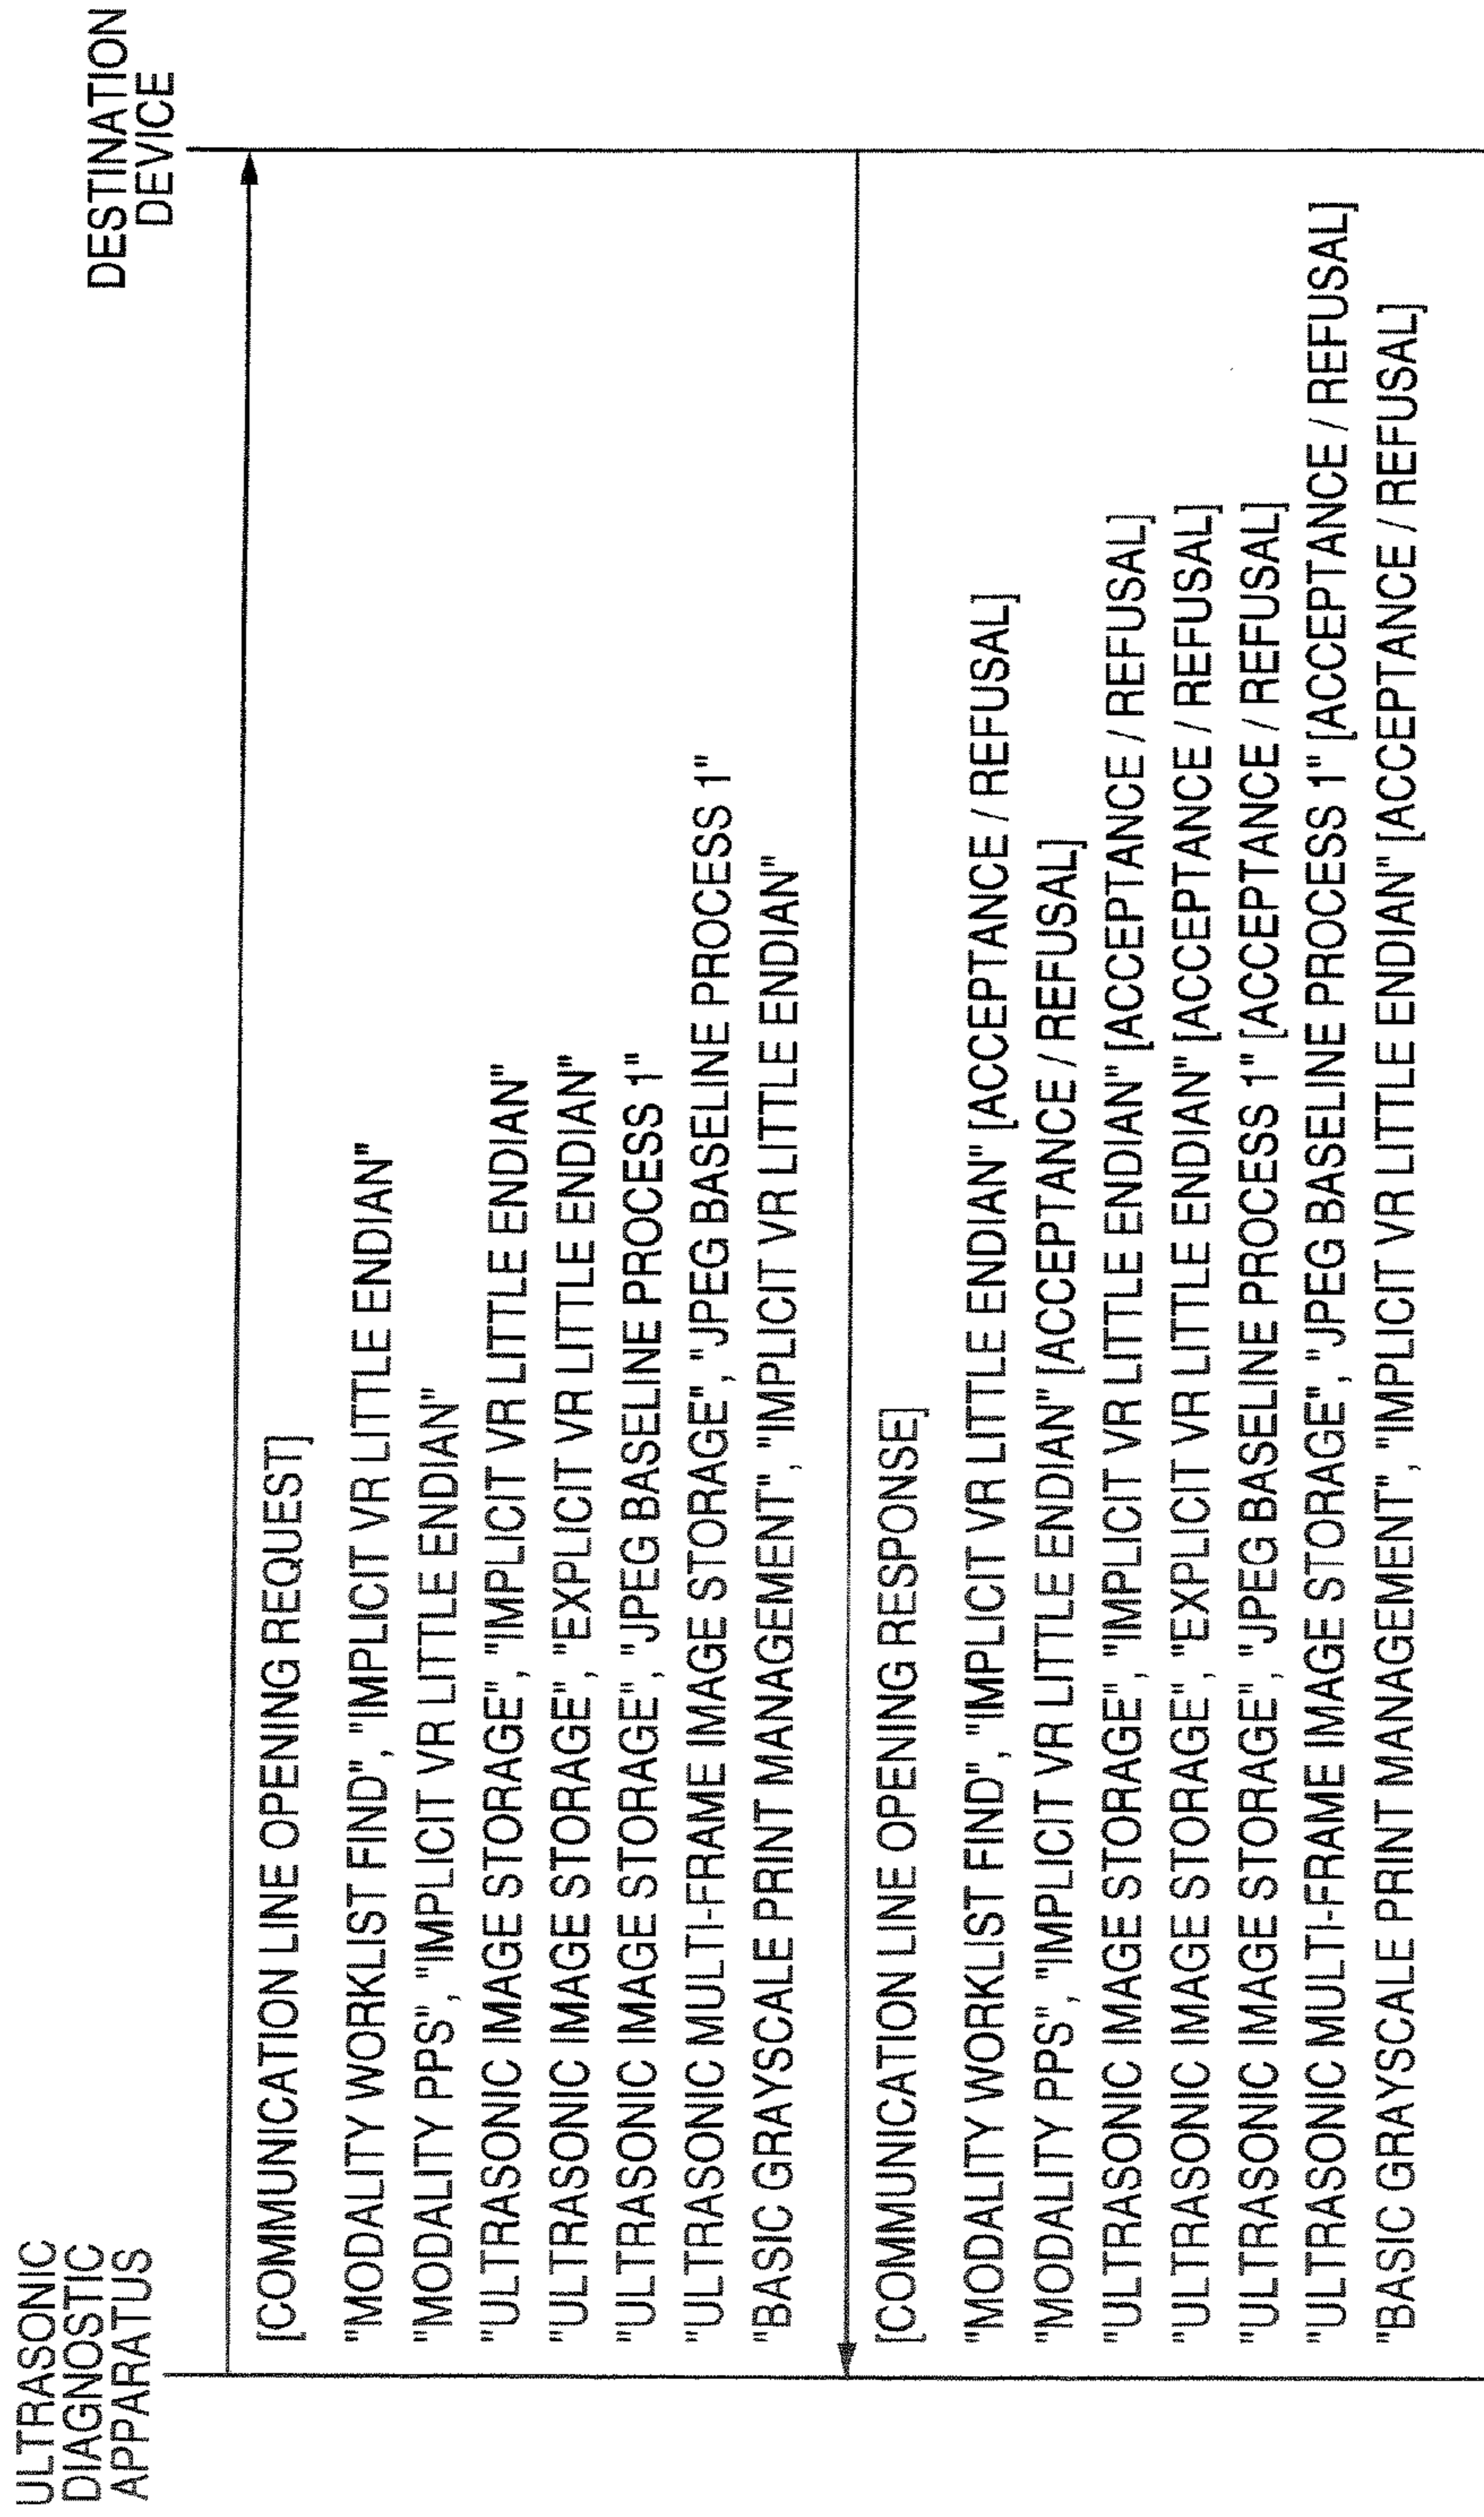 ULTRASONIC
DIAGNOSTIC
APPARATUS
DESTINATION
DEVICE
[COMMUNICATION LINE OPENING REQUEST]
"MODALITY WORKLIST FIND", "IMPLICIT VR LITTLE ENDIAN"
"MODALITY PPS", "IMPLICIT VR LITTLE ENDIAN"
"ULTRASONIC IMAGE STORAGE", "IMPLICIT VR LITTLE ENDIAN"
"ULTRASONIC IMAGE STORAGE", "EXPLICIT VR LITTLE ENDIAN"
"ULTRASONIC IMAGE STORAGE", "JPEG BASELINE PROCESS 1"
"ULTRASONIC MULTI-FRAME IMAGE STORAGE", "JPEG BASELINE PROCESS 1"
"BASIC GRAYSCALE PRINT MANAGEMENT", "IMPLICIT VR LITTLE ENDIAN"
[COMMUNICATION LINE OPENING RESPONSE]
"MODALITY WORKLIST FIND", "IMPLICIT VR LITTLE ENDIAN" [ACCEPTANCE / REFUSAL]
"MODALITY PPS", "IMPLICIT VR LITTLE ENDIAN" [ACCEPTANCE / REFUSAL]
"ULTRASONIC IMAGE STORAGE", "IMPLICIT VR LITTLE ENDIAN" [ACCEPTANCE / REFUSAL]
"ULTRASONIC IMAGE STORAGE", "EXPLICIT VR LITTLE ENDIAN" [ACCEPTANCE / REFUSAL]
"ULTRASONIC IMAGE STORAGE", "JPEG BASELINE PROCESS 1" [ACCEPTANCE / REFUSAL]
"ULTRASONIC MULTI-FRAME IMAGE STORAGE", "JPEG BASELINE PROCESS 1" [ACCEPTANCE / REFUSAL]
"BASIC GRAYSCALE PRINT MANAGEMENT", "IMPLICIT VR LITTLE ENDIAN" [ACCEPTANCE / REFUSAL]